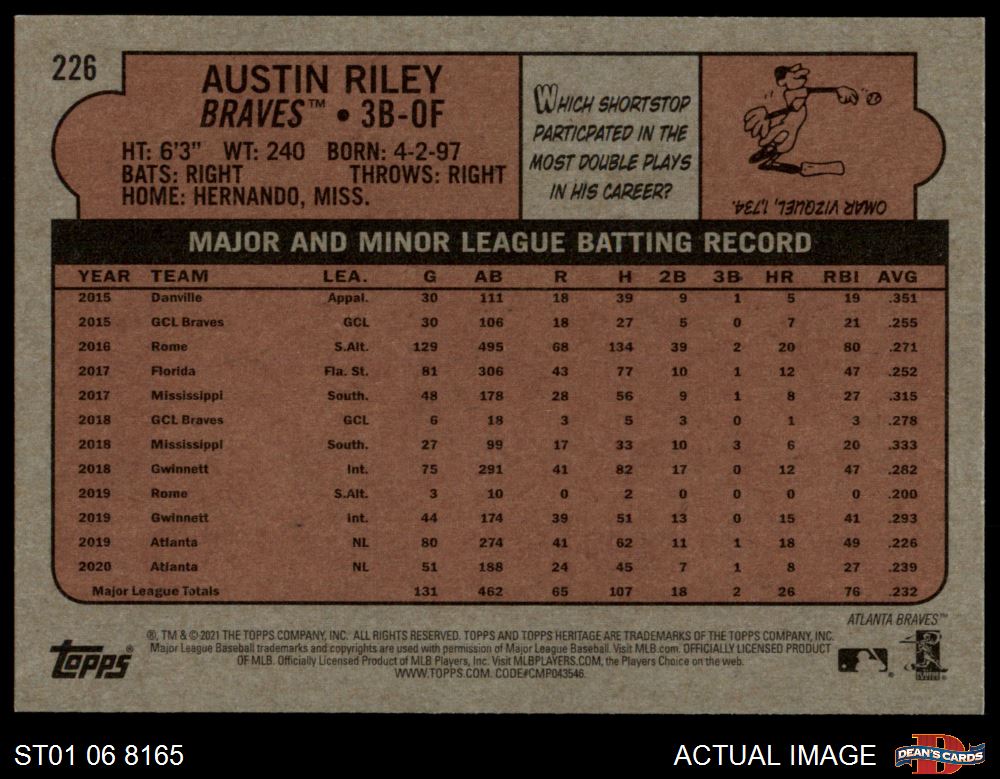 226
AUSTIN RILEY
BRAVES™ • 3B-OF
HT: 6'3" WT: 240 BORN: 4-2-97
BATS: RIGHT THROWS: RIGHT
HOME: HERNANDO, MISS.
WHICH SHORTSTOP
PARTICPATED IN THE
MOST DOUBLE PLAYS
IN HIS CAREER?
OMAR VIZQUEL, 1,734.
MAJOR AND MINOR LEAGUE BATTING RECORD
YEAR TEAM LEA. G AB R H 2B 3B HR RBI AVG
2015 Danville Appal. 30 111 18 39 9 1 5 19 .351
2015 GCL Braves GCL 30 106 18 27 5 0 7 21 .255
2016 Rome S.Alt. 129 495 68 134 39 2 20 80 .271
2017 Florida Fla. St. 81 306 43 77 10 1 12 47 .252
2017 Mississippi South. 48 178 28 56 9 1 8 27 .315
2018 GCL Braves GCL 6 18 3 5 3 0 1 3 .278
2018 Mississippi South. 27 99 17 33 10 3 6 20 .333
2018 Gwinnett Int. 75 291 41 82 17 0 12 47 .282
2019 Rome S.Alt. 3 10 0 2 0 0 0 0 .200
2019 Gwinnett Int. 44 174 39 51 13 0 15 41 .293
2019 Atlanta NL 80 274 41 62 11 1 18 49 .226
2020 Atlanta NL 51 188 24 45 7 1 8 27 .239
Major League Totals 131 462 65 107 18 2 26 76 .232
ATLANTA BRAVES™
®, TM & © 2021 THE TOPPS COMPANY, INC. ALL RIGHTS RESERVED. TOPPS AND TOPPS HERITAGE ARE TRADEMARKS OF THE TOPPS COMPANY, INC.
Major League Baseball trademarks and copyrights are used with permission of Major League Baseball. Visit MLB.com. OFFICIALLY LICENSED PRODUCT
OF MLB. Officially Licensed Product of MLB Players, Inc. Visit MLBPLAYERS.COM, the Players Choice on the web.
WWW.TOPPS.COM. CODE#CMP043546.
topps®
ST01 06 8165
ACTUAL IMAGE
DEAN'S CARDS